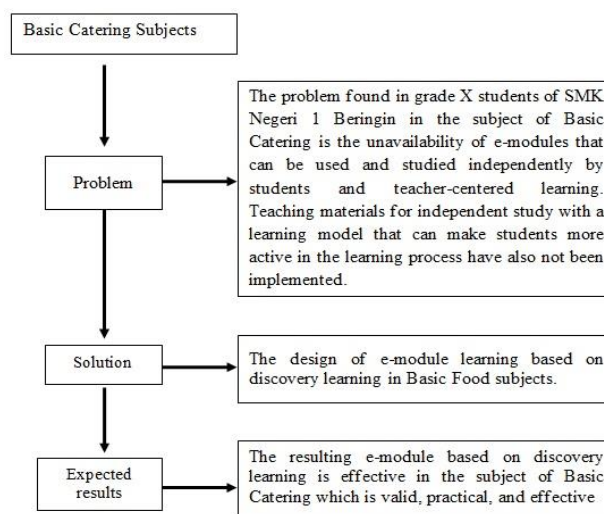 Basic Catering Subjects
The problem found in grade X students of SMK
Negeri 1 Beringin in the subject of Basic
Catering is the unavailability of e-modules that
can be used and studied independently by
students and teacher-centered learning.
Teaching materials for independent study with a
learning model that can make students more
active in the learning process have also not been
implemented.
Problem
Solution
The design of e-module learning based on
discovery learning in Basic Food subjects.
Expected
results
The resulting e-module based on discovery
learning is effective in the subject of Basic
Catering which is valid, practical, and effective